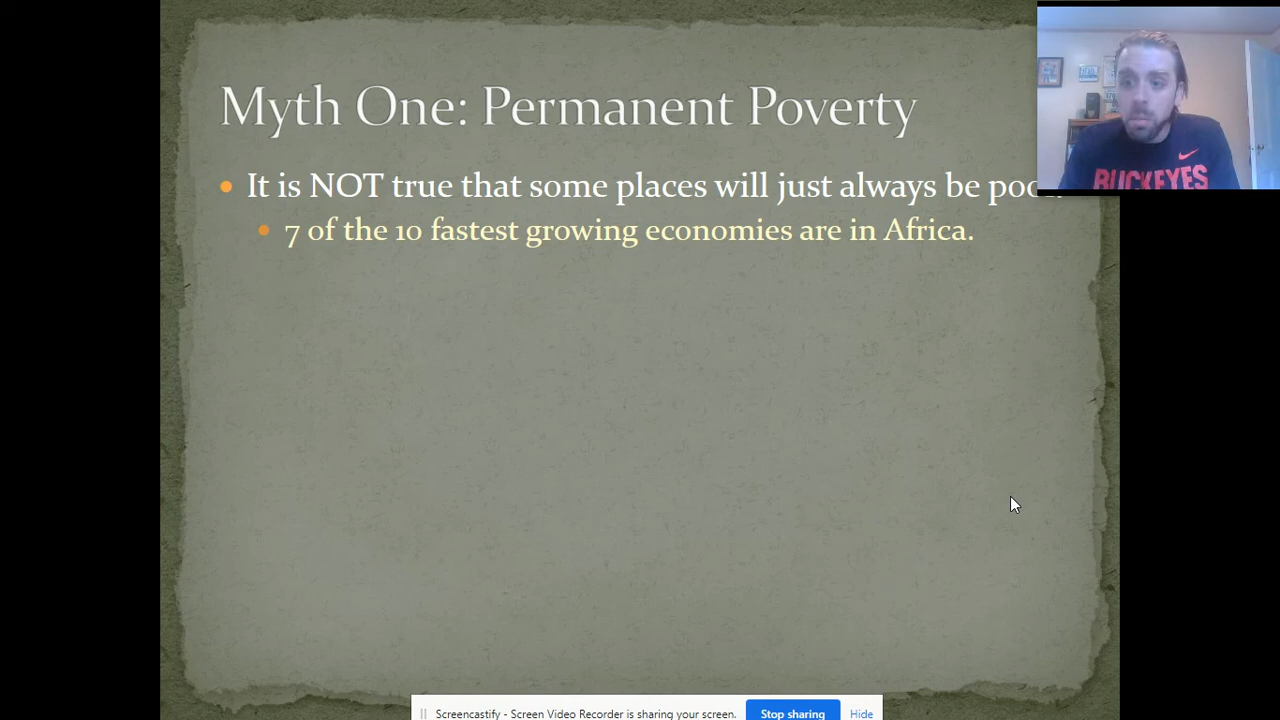 Myth One: Permanent Poverty
It is NOT true that some places will just always be
7 of the 10 fastest growing economies are in Africa.
BUCKEYES
Screencastify - Screen Video Recorder is sharing your screen.
Stop sharing
Hide